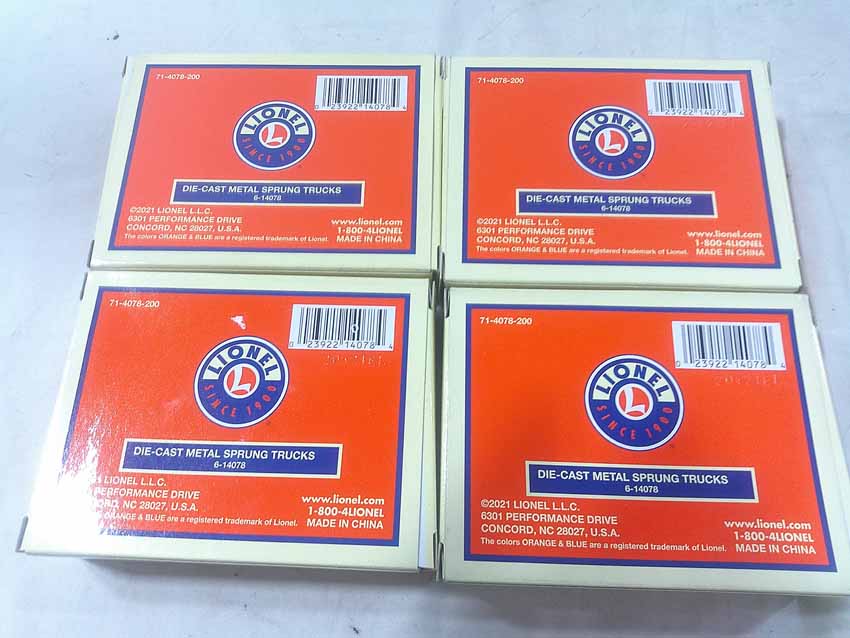 71-4078-200
0 23922 14078 4
LIONEL
L
SINCE 1900
DIE-CAST METAL SPRUNG TRUCKS
6-14078
©2021 LIONEL L.L.C.
6301 PERFORMANCE DRIVE
www.lionel.com
CONCORD, NC 28027, U.S.A.
1-800-4LIONEL
The colors ORANGE & BLUE are a registered trademark of Lionel.
MADE IN CHINA
71-4078-200
0 23922 14078 4
LIONEL
L
SINCE 1900
DIE-CAST METAL SPRUNG TRUCKS
6-14078
©2021 LIONEL L.L.C.
6301 PERFORMANCE DRIVE
www.lionel.com
CONCORD, NC 28027, U.S.A.
1-800-4LIONEL
The colors ORANGE & BLUE are a registered trademark of Lionel.
MADE IN CHINA
71-4078-200
0 23922 14078 4
LIONEL
L
SINCE 1900
DIE-CAST METAL SPRUNG TRUCKS
6-14078
LIONEL L.L.C.
PERFORMANCE DRIVE
www.lionel.com
NC 28027, U.S.A.
1-800-4LIONEL
ORANGE & BLUE are a registered trademark of Lionel.
MADE IN CHINA
71-4078-200
0 23922 14078 4
LIONEL
L
SINCE 1900
DIE-CAST METAL SPRUNG TRUCKS
6-14078
©2021 LIONEL L.L.C.
6301 PERFORMANCE DRIVE
www.lionel.com
CONCORD, NC 28027, U.S.A.
1-800-4LIONEL
The colors ORANGE & BLUE are a registered trademark of Lionel.
MADE IN CHINA